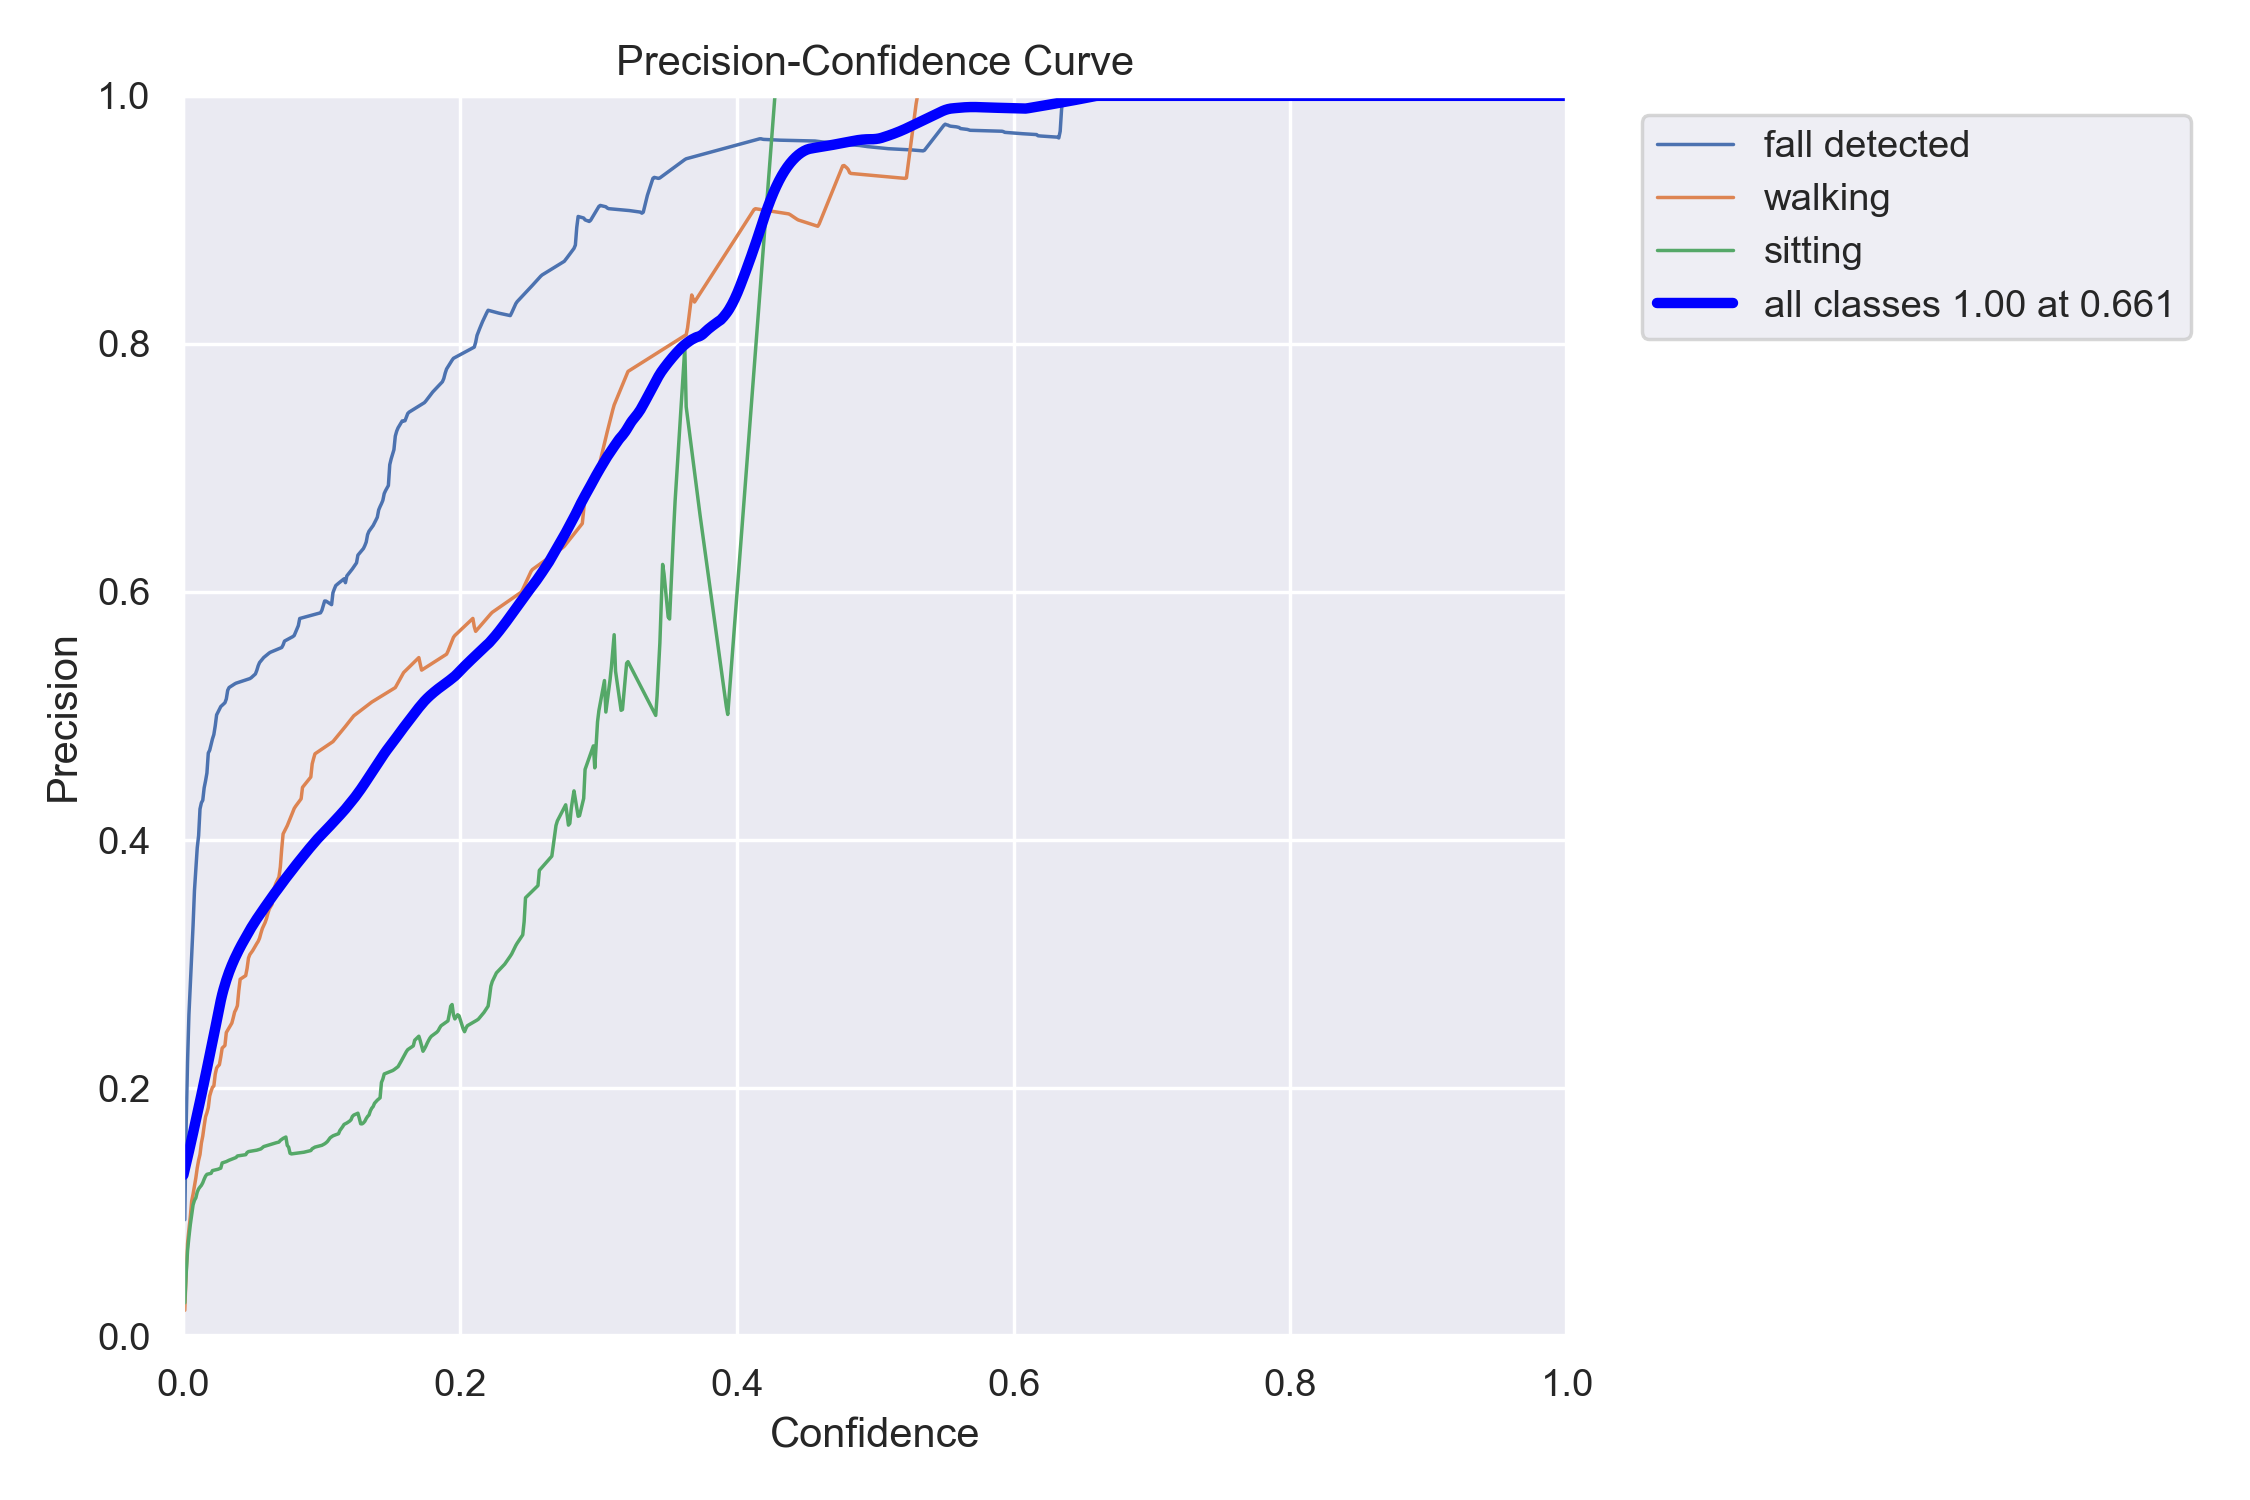 Precision-Confidence Curve
1.0
0.8
0.6
0.4
0.2
0.0
Precision
0.0 0.2 0.4 0.6 0.8 1.0
Confidence
fall detected
walking
sitting
all classes 1.00 at 0.661